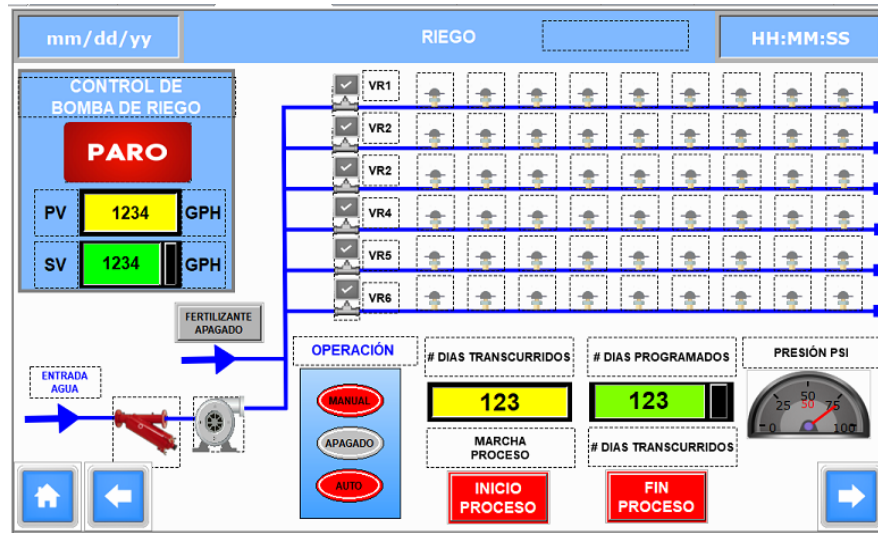 mm/dd/yy
RIEGO
HH:MM:SS
CONTROL DE
BOMBA DE RIEGO
PARO
PV 1234 GPH
SV 1234 GPH
VR1
VR2
VR2
VR4
VR5
VR6
FERTILIZANTE
APAGADO
ENTRADA
AGUA
OPERACIÓN
MANUAL
APAGADO
AUTO
# DIAS TRANSCURRIDOS
123
MARCHA
PROCESO
INICIO
PROCESO
# DIAS PROGRAMADOS
123
# DIAS TRANSCURRIDOS
FIN
PROCESO
PRESIÓN PSI
0 25 50 75 100
50